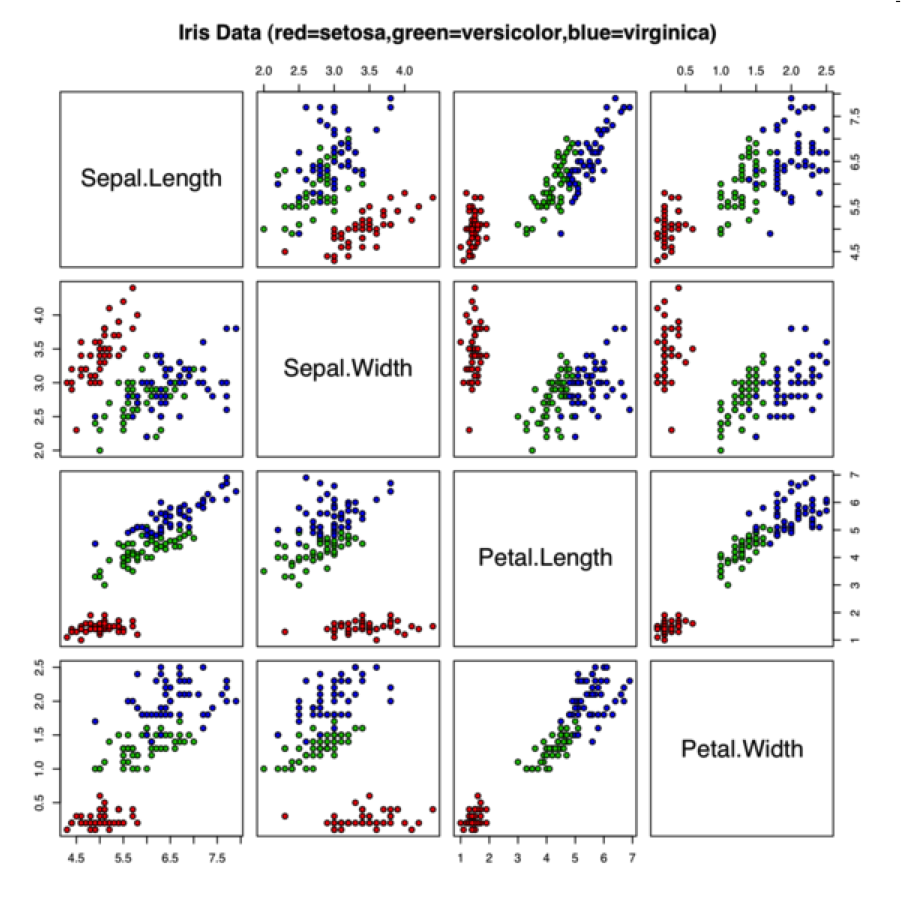 Iris Data (red=setosa,green=versicolor,blue=virginica)
2.0 2.5 3.0 3.5 4.0
0.5 1.0 1.5 2.0 2.5
Sepal.Length
4.5 5.5 6.5 7.5
2.0 2.5 3.0 3.5 4.0
Sepal.Width
Petal.Length
1 2 3 4 5 6 7
0.5 1.0 1.5 2.0 2.5
Petal.Width
4.5 5.5 6.5 7.5
1 2 3 4 5 6 7